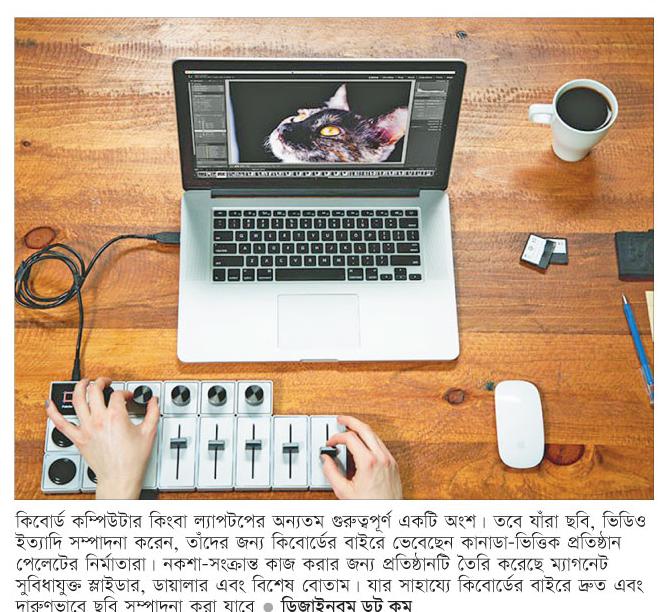 কিবোর্ড কম্পিউটার কিংবা ল্যাপটপের অন্যতম গুরুত্বপূর্ণ একটি অংশ। তবে যাঁরা ছবি, ভিডিও
ইত্যাদি সম্পাদনা করেন, তাঁদের জন্য কিবোর্ডের বাইরে ভেবেছেন কানাডা-ভিত্তিক প্রতিষ্ঠান
পেলেটের নির্মাতারা। নকশা-সংক্রান্ত কাজ করার জন্য প্রতিষ্ঠানটি তৈরি করেছে ম্যাগনেট
সুবিধাযুক্ত স্লাইডার, ডায়ালার এবং বিশেষ বোতাম। যার সাহায্যে কিবোর্ডের বাইরে দ্রুত এবং
দারুণভাবে ছবি সম্পাদনা করা যাবে ● ডিজাইনবুম ডট কম